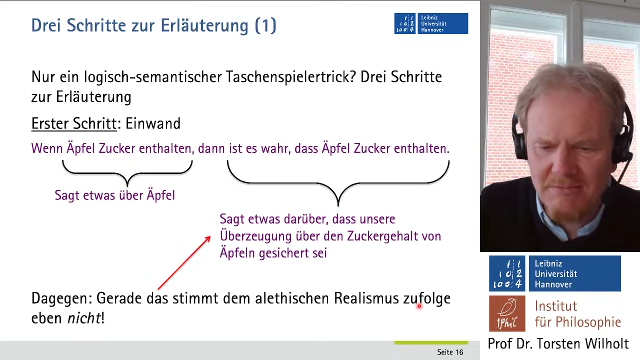 Drei Schritte zur Erläuterung (1)
Leibniz
Universität
Hannover
Nur ein logisch-semantischer Taschenspielertrick? Drei Schritte
zur Erläuterung
Erster Schritt: Einwand
Wenn Äpfel Zucker enthalten, dann ist es wahr, dass Äpfel Zucker enthalten.
Sagt etwas über Äpfel
Sagt etwas darüber, dass unsere
Überzeugung über den Zuckergehalt von
Äpfeln gesichert sei
Dagegen: Gerade das stimmt dem alethischen Realismus zufolge
eben nicht!
Seite 16
Leibniz
Universität
Hannover
Institut
für Philosophie
Prof Dr. Torsten Wilholt